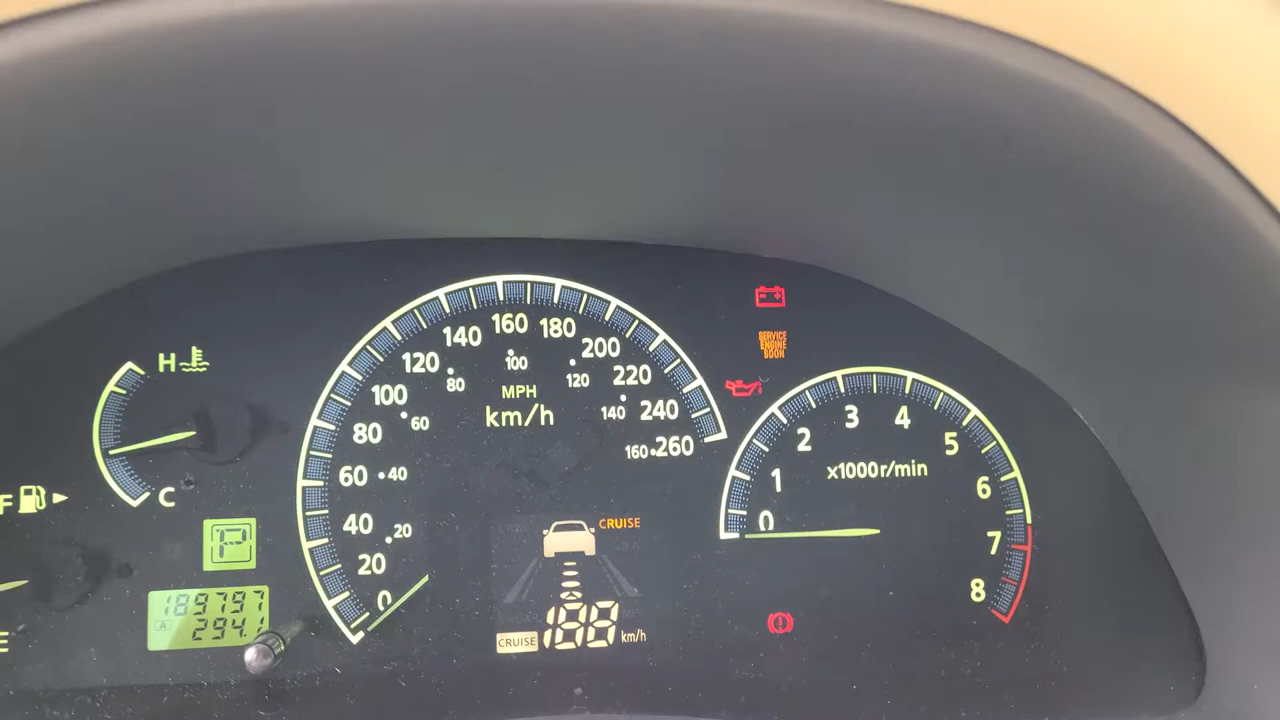 H
C
F
E
P
189797
A 294.1
0 20 40 60 80 100 120 140 160 180 200 220 240 260
20 40 60 80 100 120 140 160
MPH
km/h
CRUISE
CRUISE 188 km/h
SERVICE
ENGINE
SOON
0 1 2 3 4 5 6 7 8
x1000r/min